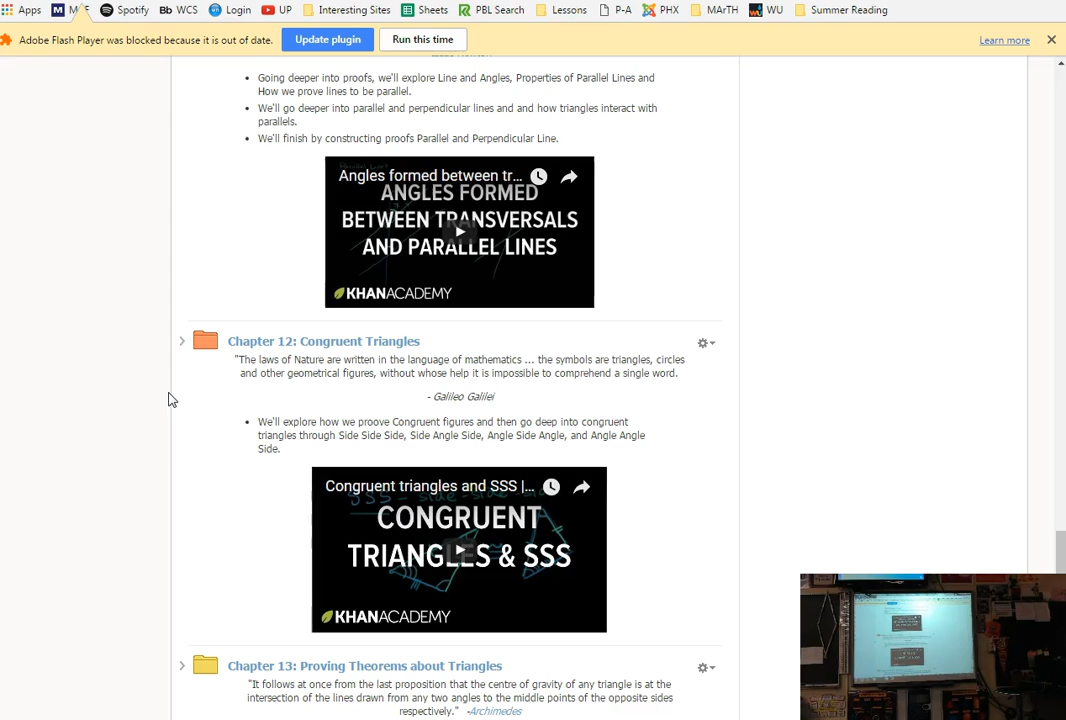 Apps
Spotify
Bb WCS
Login
UP
Interesting Sites
Sheets
PBL Search
Lessons
P-A
PHX
MArTH
WU
Summer Reading
Adobe Flash Player was blocked because it is out of date.
Update plugin
Run this time
Learn more
Going deeper into proofs, we'll explore Line and Angles, Properties of Parallel Lines and
How we prove lines to be parallel.
We'll go deeper into parallel and perpendicular lines and and how triangles interact with
parallels.
We'll finish by constructing proofs Parallel and Perpendicular Line.
Angles formed between tr...
ANGLES FORMED
BETWEEN TRANSVERSALS
AND PARALLEL LINES
KHANACADEMY
Chapter 12: Congruent Triangles
"The laws of Nature are written in the language of mathematics ... the symbols are triangles, circles
and other geometrical figures, without whose help it is impossible to comprehend a single word.
- Galileo Galilei
We'll explore how we proove Congruent figures and then go deep into congruent
triangles through Side Side Side, Side Angle Side, Angle Side Angle, and Angle Angle
Side.
Congruent triangles and SSS |...
SSS - side-side-si
CONGRUENT
TRIANGLES & SSS
KHANACADEMY
Chapter 13: Proving Theorems about Triangles
"It follows at once from the last proposition that the centre of gravity of any triangle is at the
intersection of the lines drawn from any two angles to the middle points of the opposite sides
respectively." -Archimedes